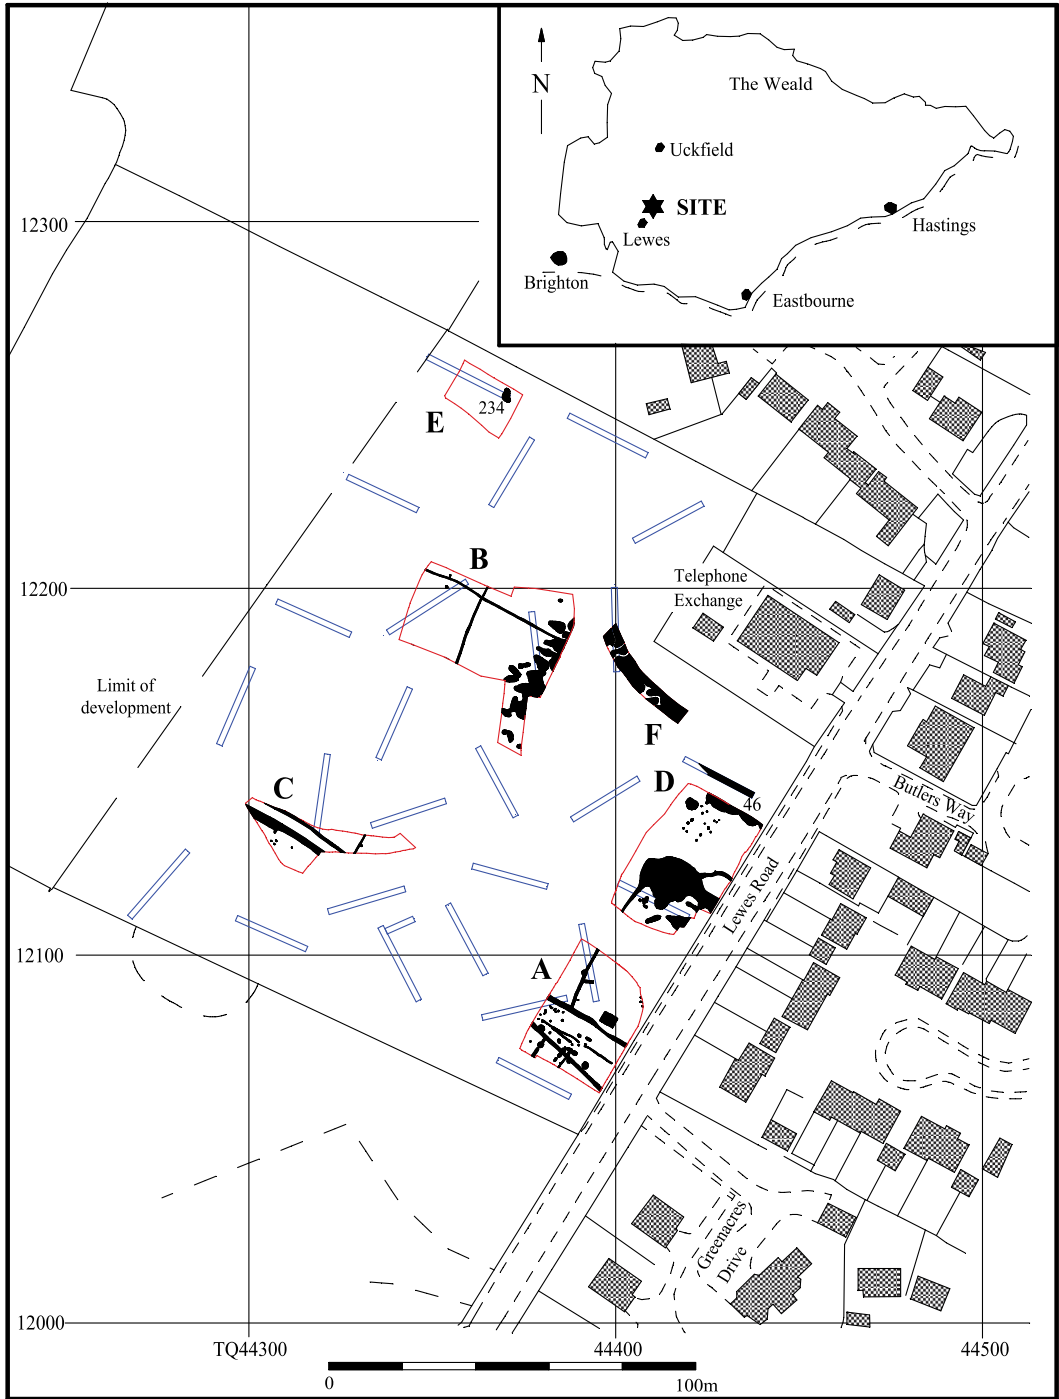 The Weald
N
Uckfield
SITE
12300
Lewes
Hastings
Brighton
Eastbourne
234
E
B
12200
Telephone
Exchange
Limit of
development
F
C
D
46
Butlers Way
Lewes Road
12100
A
Greenacres
Drive
12000
TQ44300
44400
44500
0
100m